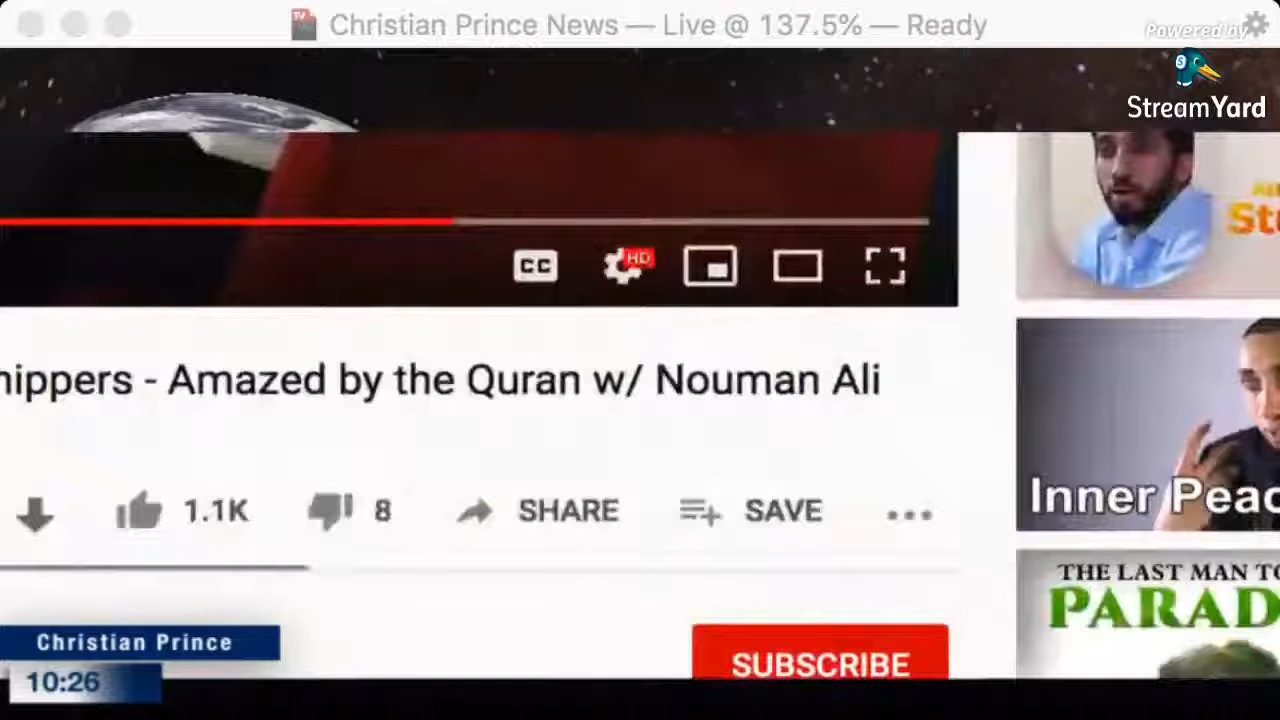 Christian Prince News — Live @ 137.5% — Ready
Powered by
StreamYard
CC
HD
hippers - Amazed by the Quran w/ Nouman Ali
1.1K
8
SHARE
SAVE
Inner Peac
THE LAST MAN TO
PARAD
Christian Prince
10:26
SUBSCRIBE